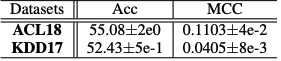 Datasets Acc MCC
ACL18 55.08±2e0 0.1103±4e-2
KDD17 52.43±5e-1 0.0405±8e-3